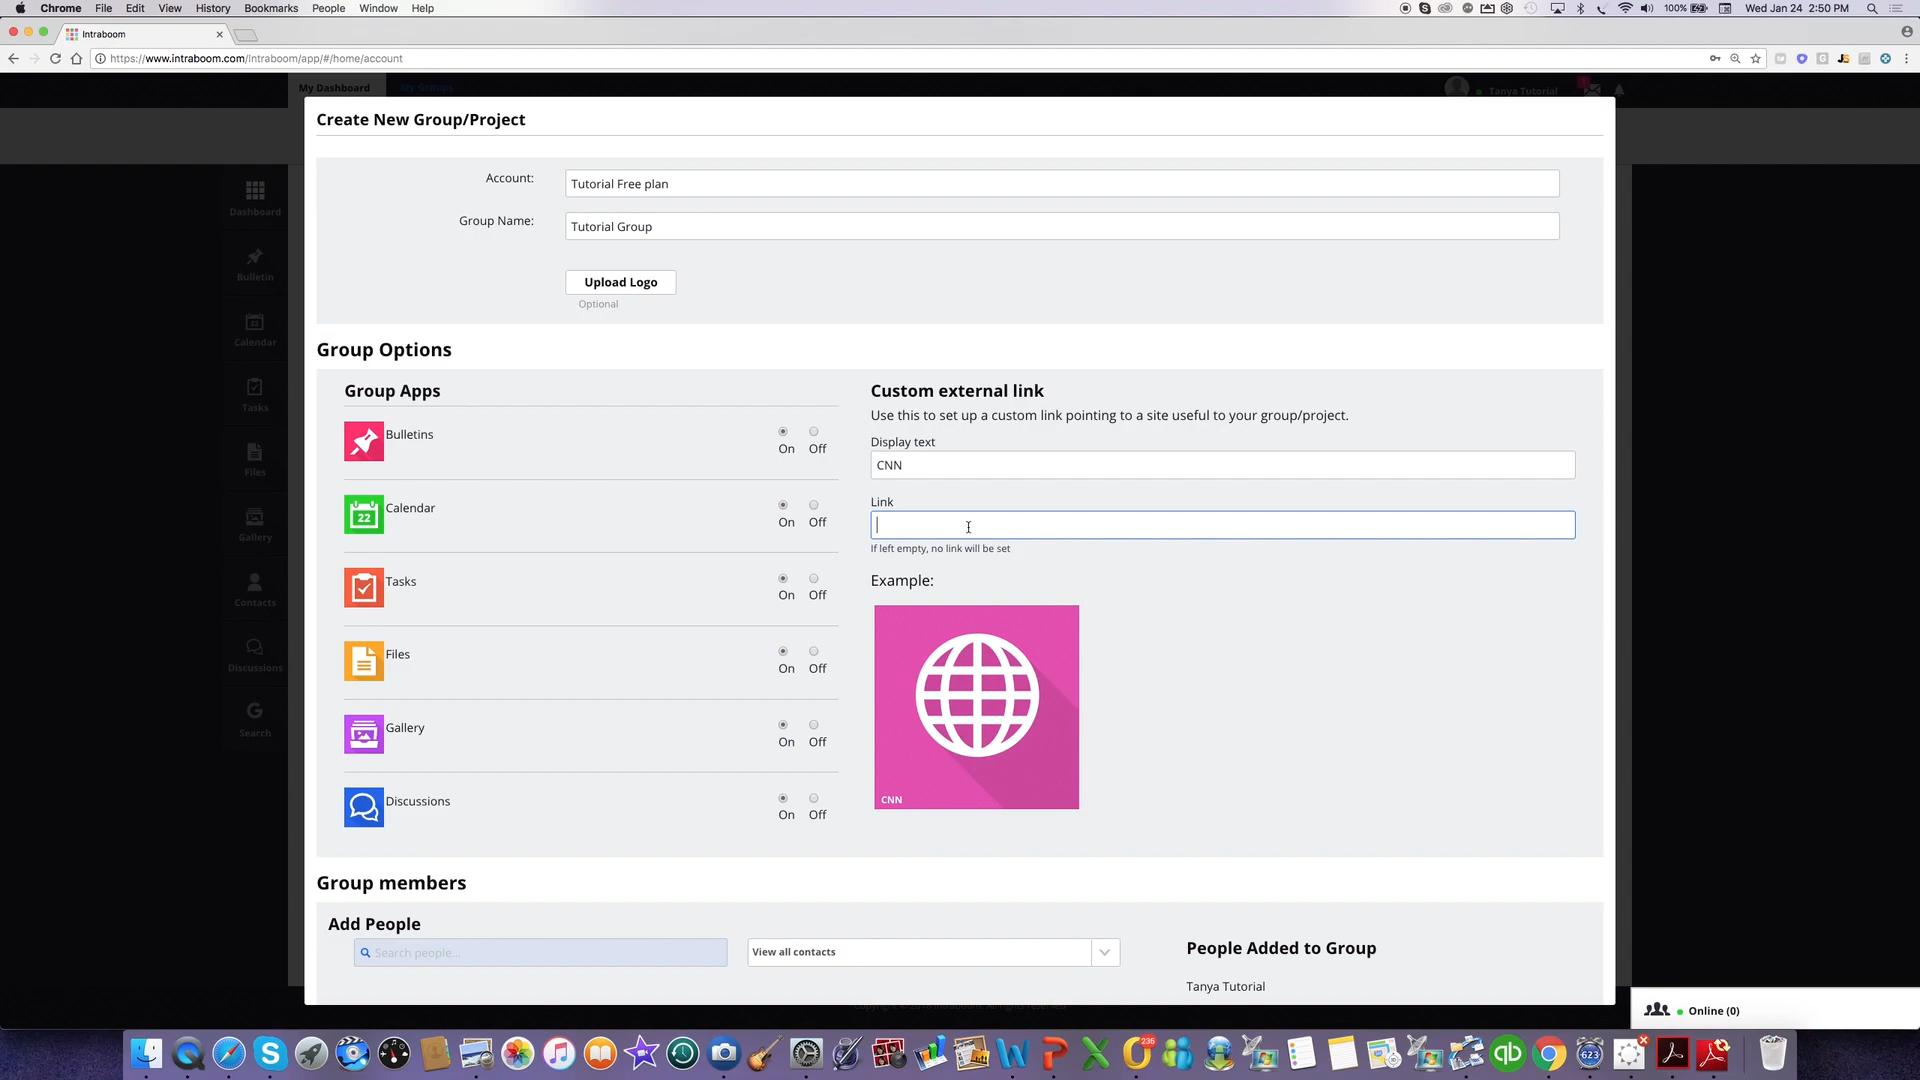 Chrome File Edit View History Bookmarks People Window Help 100% Wed Jan 24 2:50 PM
Intraboom
https://www.intraboom.com/Intraboom/app/#/home/account
My Dashboard My Groups Tanya Tutorial
Create New Group/Project
Account: Tutorial Free plan
Group Name: Tutorial Group
Upload Logo
Optional
Dashboard
Bulletin
Calendar
Tasks
Files
Gallery
Contacts
Discussions
Search
Group Options
Group Apps
Bulletins
On Off
22
Calendar
On Off
Tasks
On Off
Files
On Off
Gallery
On Off
Discussions
On Off
Custom external link
Use this to set up a custom link pointing to a site useful to your group/project.
Display text
CNN
Link
If left empty, no link will be set
Example:
CNN
Group members
Add People
Search people...
View all contacts
People Added to Group
Tanya Tutorial
Online (0)
236
623